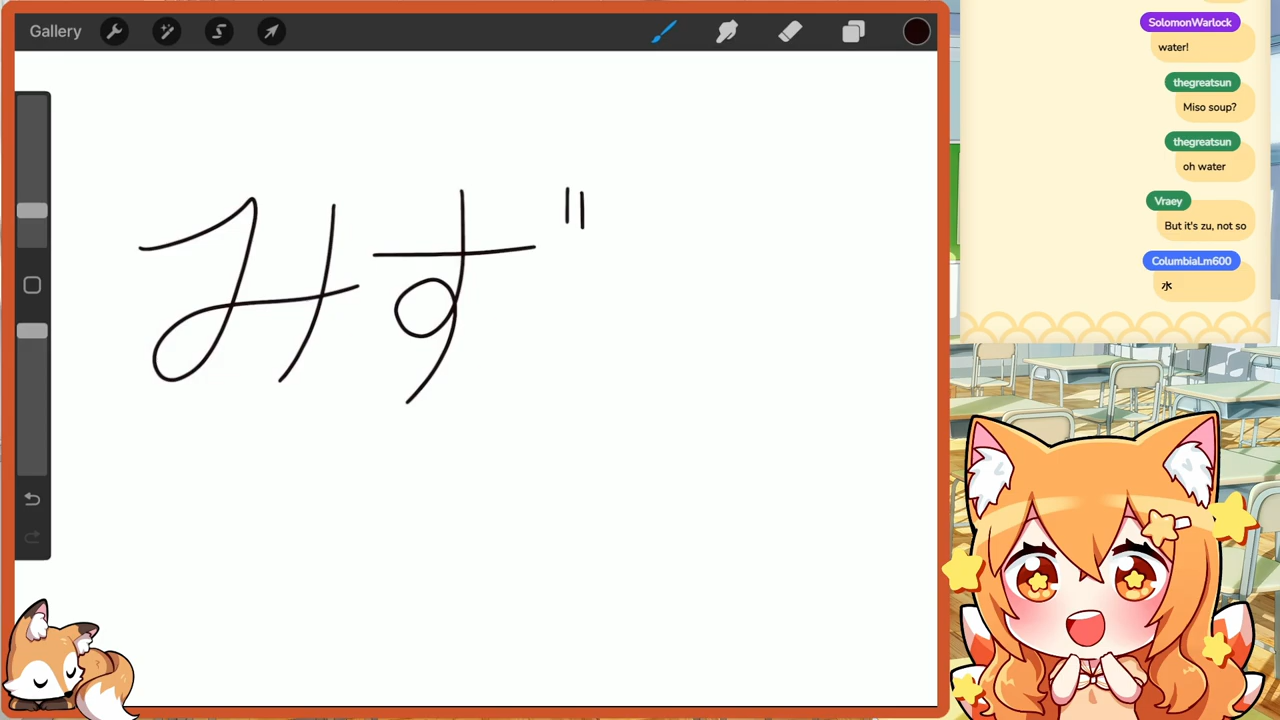 Gallery
みず
SolomonWarlock
water!
thegreatsun
Miso soup?
thegreatsun
oh water
Vraey
But it's zu, not so
ColumbiaLm600
水